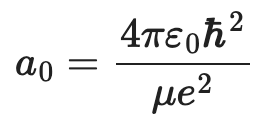 a₀ = 4πε₀ℏ² / μe²